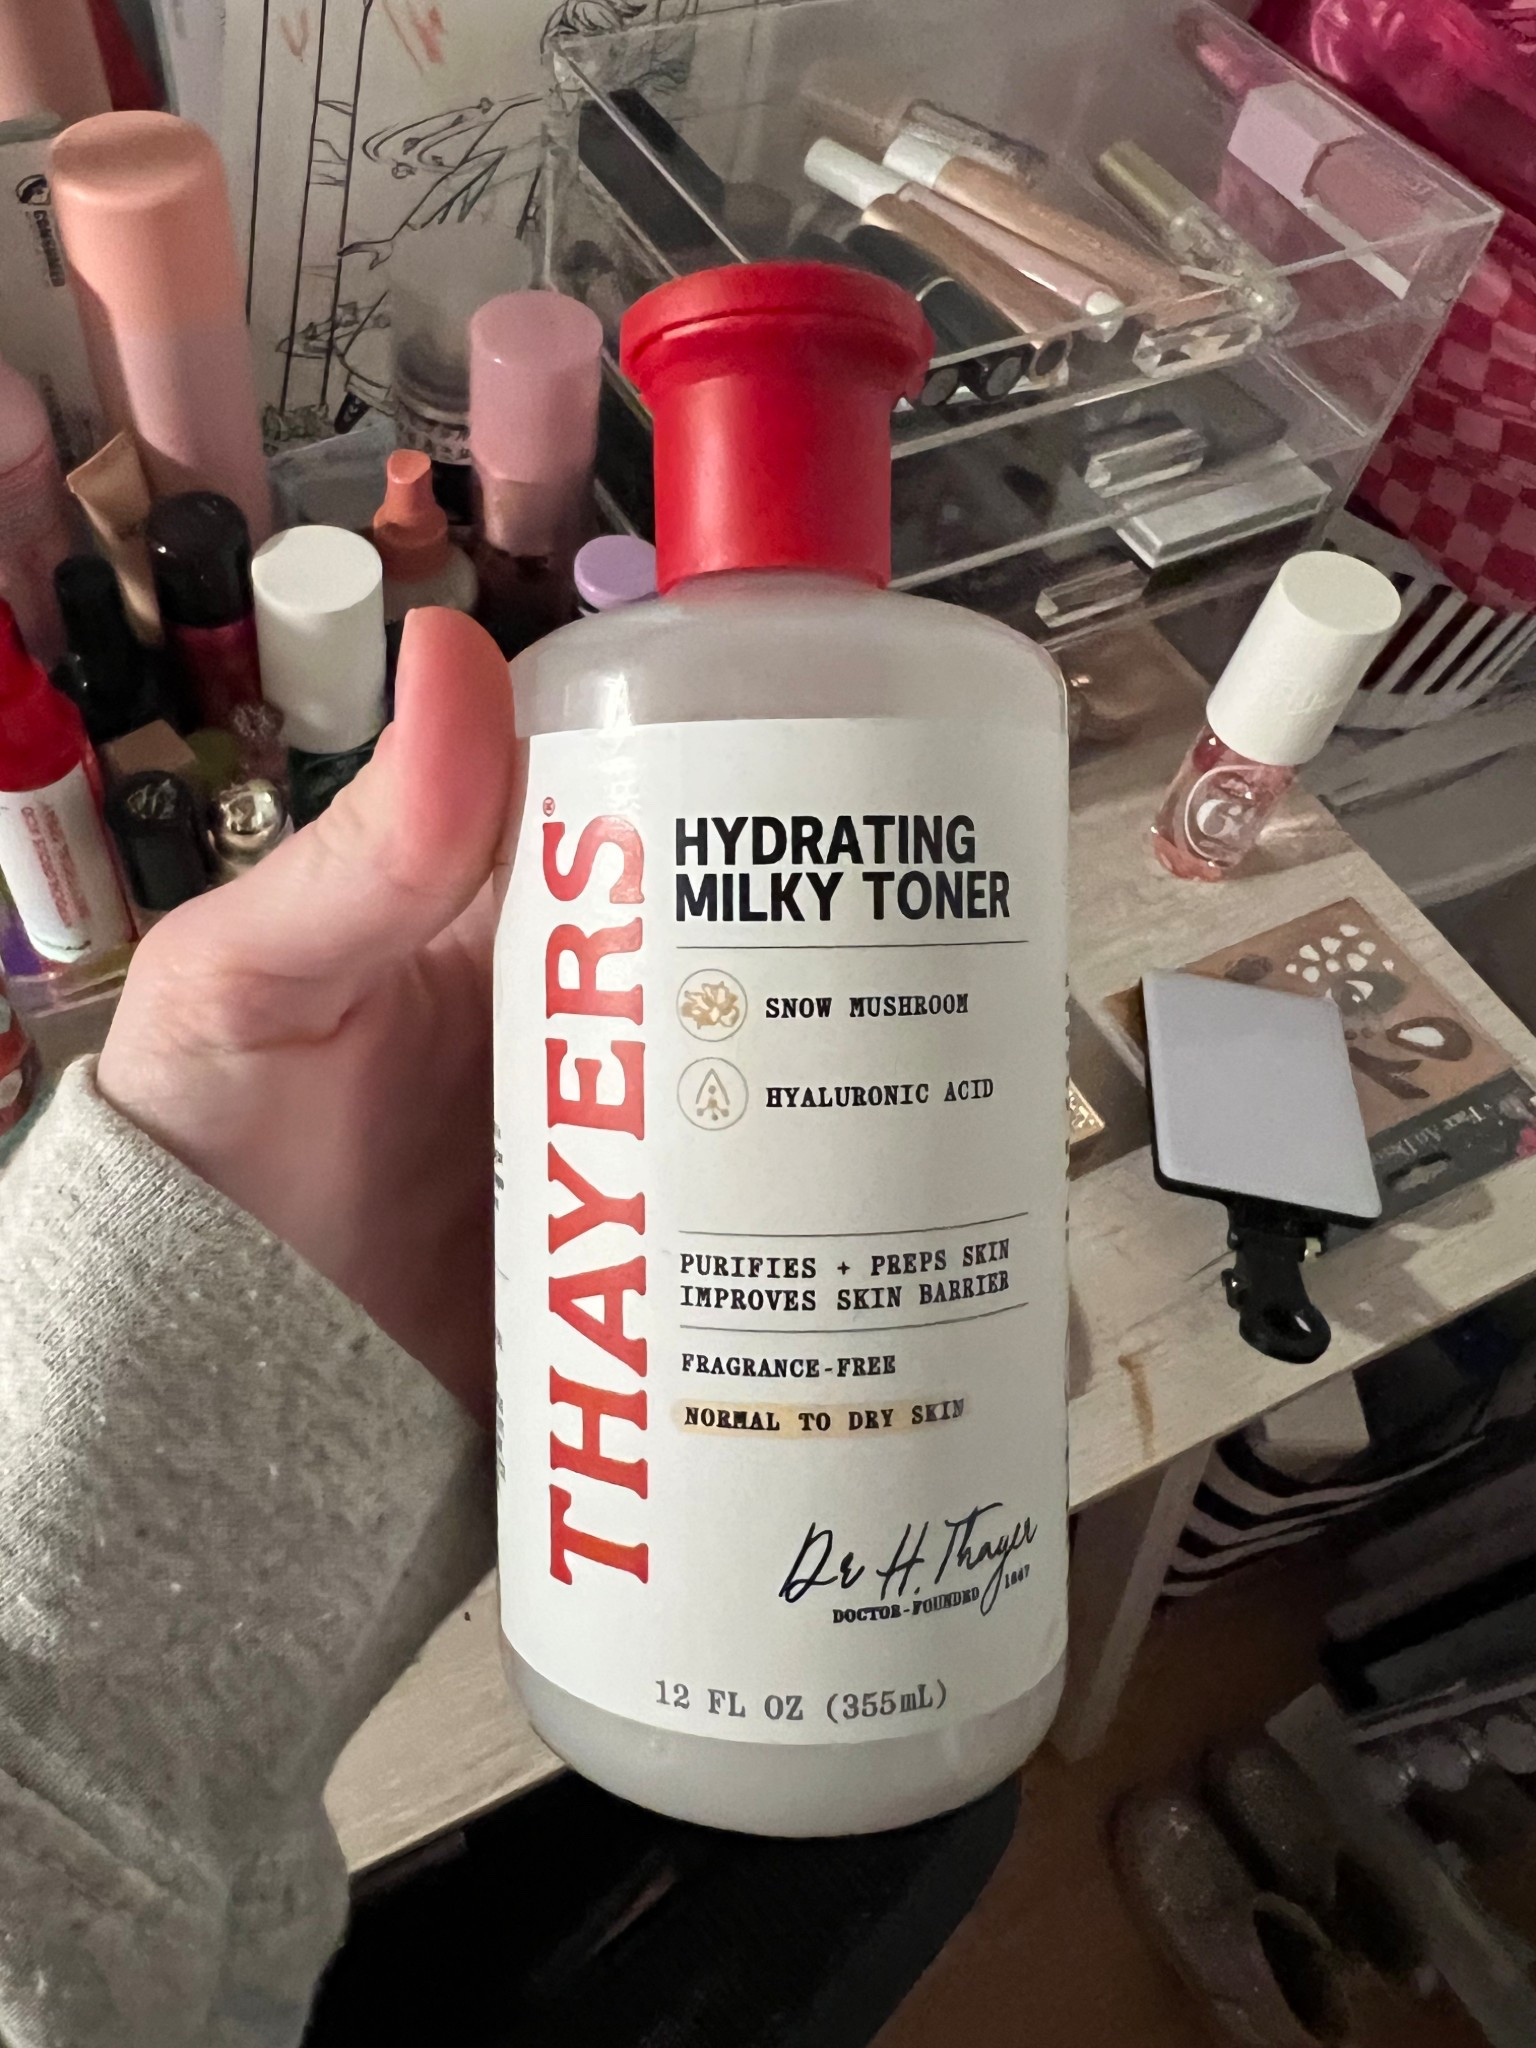 THAYERS®
HYDRATING
MILKY TONER
SNOW MUSHROOM
HYALURONIC ACID
PURIFIES + PREPS SKIN
IMPROVES SKIN BARRIER
FRAGRANCE-FREE
NORMAL TO DRY SKIN
Dr H. Thayer
DOCTOR-FOUNDED 1847
12 FL OZ (355mL)